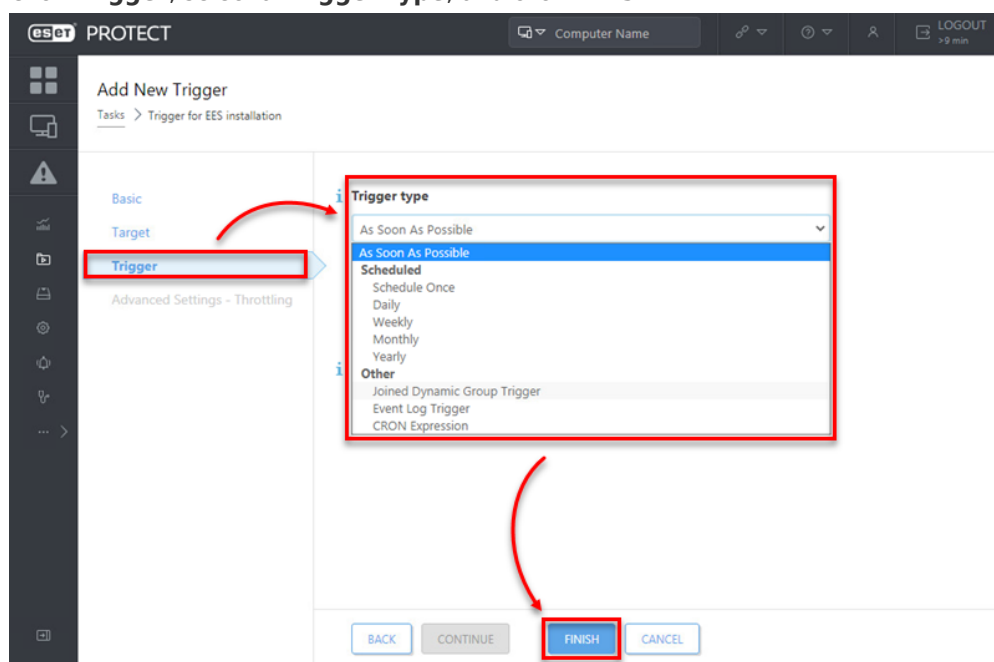 eset PROTECT
Computer Name
LOGOUT
>9 min
Add New Trigger
Tasks > Trigger for EES installation
Basic
Target
Trigger
Advanced Settings - Throttling
Trigger type
As Soon As Possible
As Soon As Possible
Scheduled
Schedule Once
Daily
Weekly
Monthly
Yearly
Other
Joined Dynamic Group Trigger
Event Log Trigger
CRON Expression
BACK
CONTINUE
FINISH
CANCEL